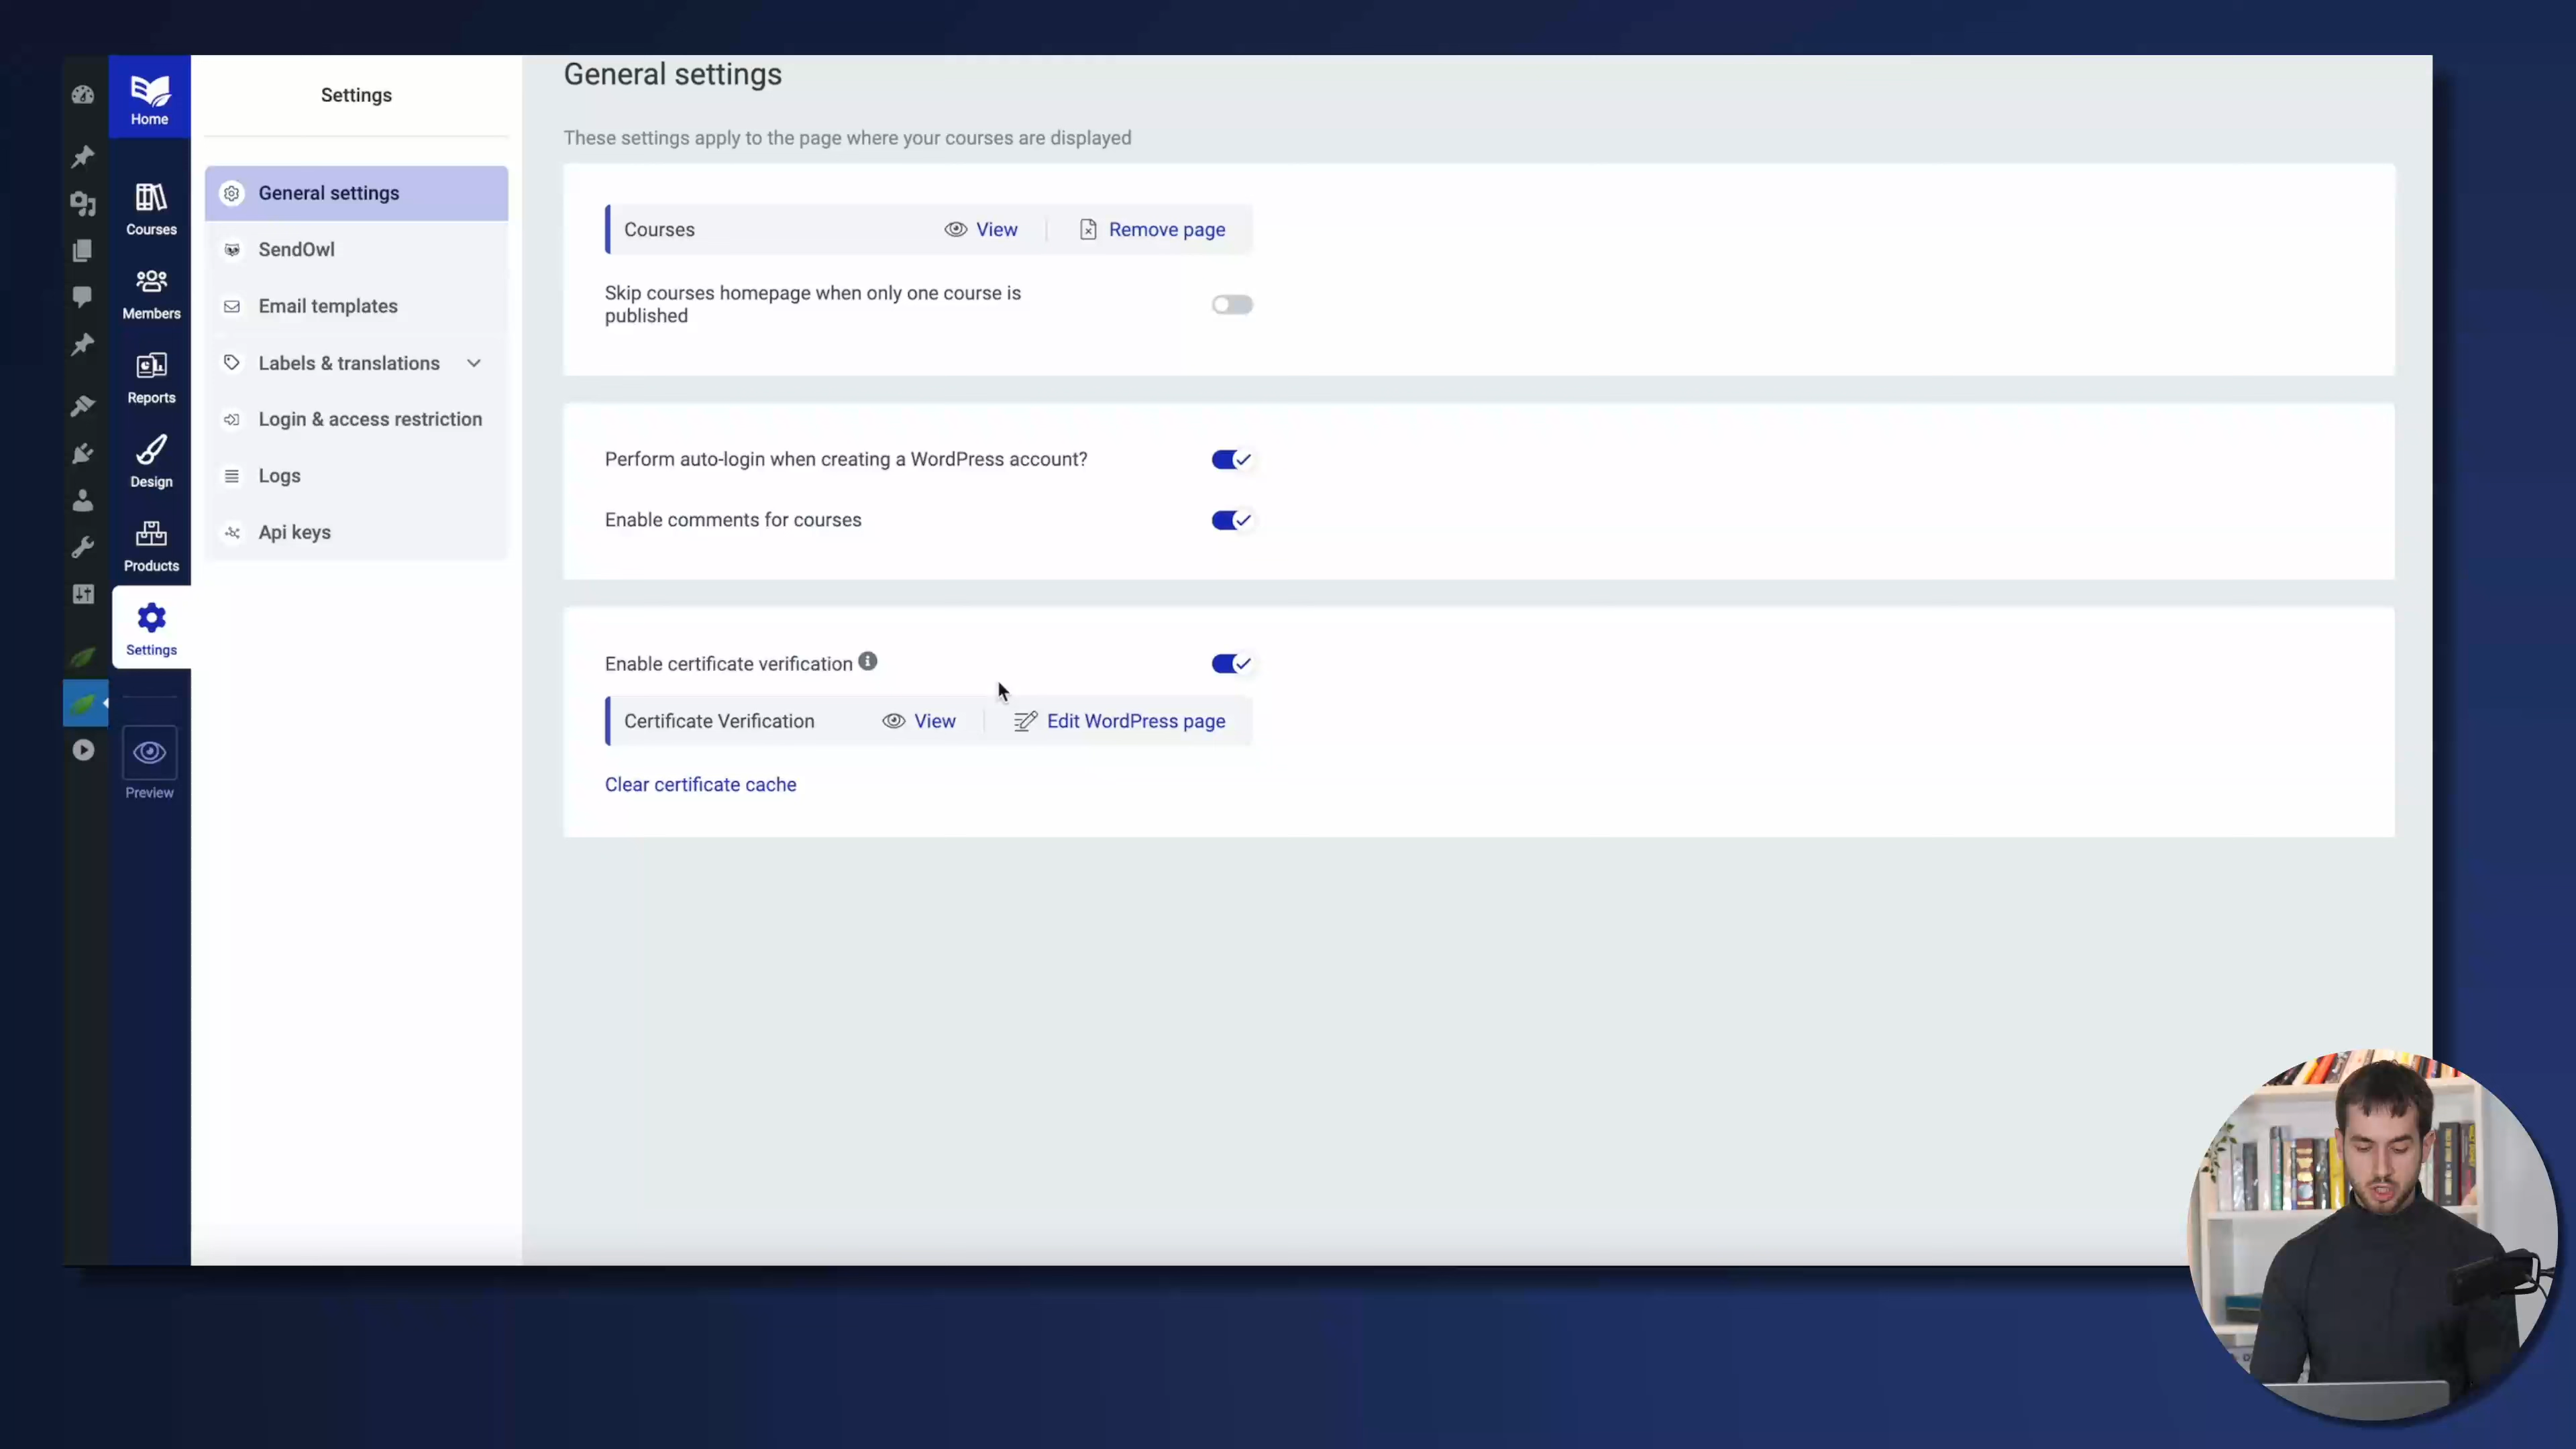 Home
Courses
Members
Reports
Design
Products
Settings
Preview
Settings
General settings
SendOwl
Email templates
Labels & translations
Login & access restriction
Logs
Api keys
General settings
These settings apply to the page where your courses are displayed
Courses View Remove page
Skip courses homepage when only one course is
published
Perform auto-login when creating a WordPress account?
Enable comments for courses
Enable certificate verification
Certificate Verification View Edit WordPress page
Clear certificate cache